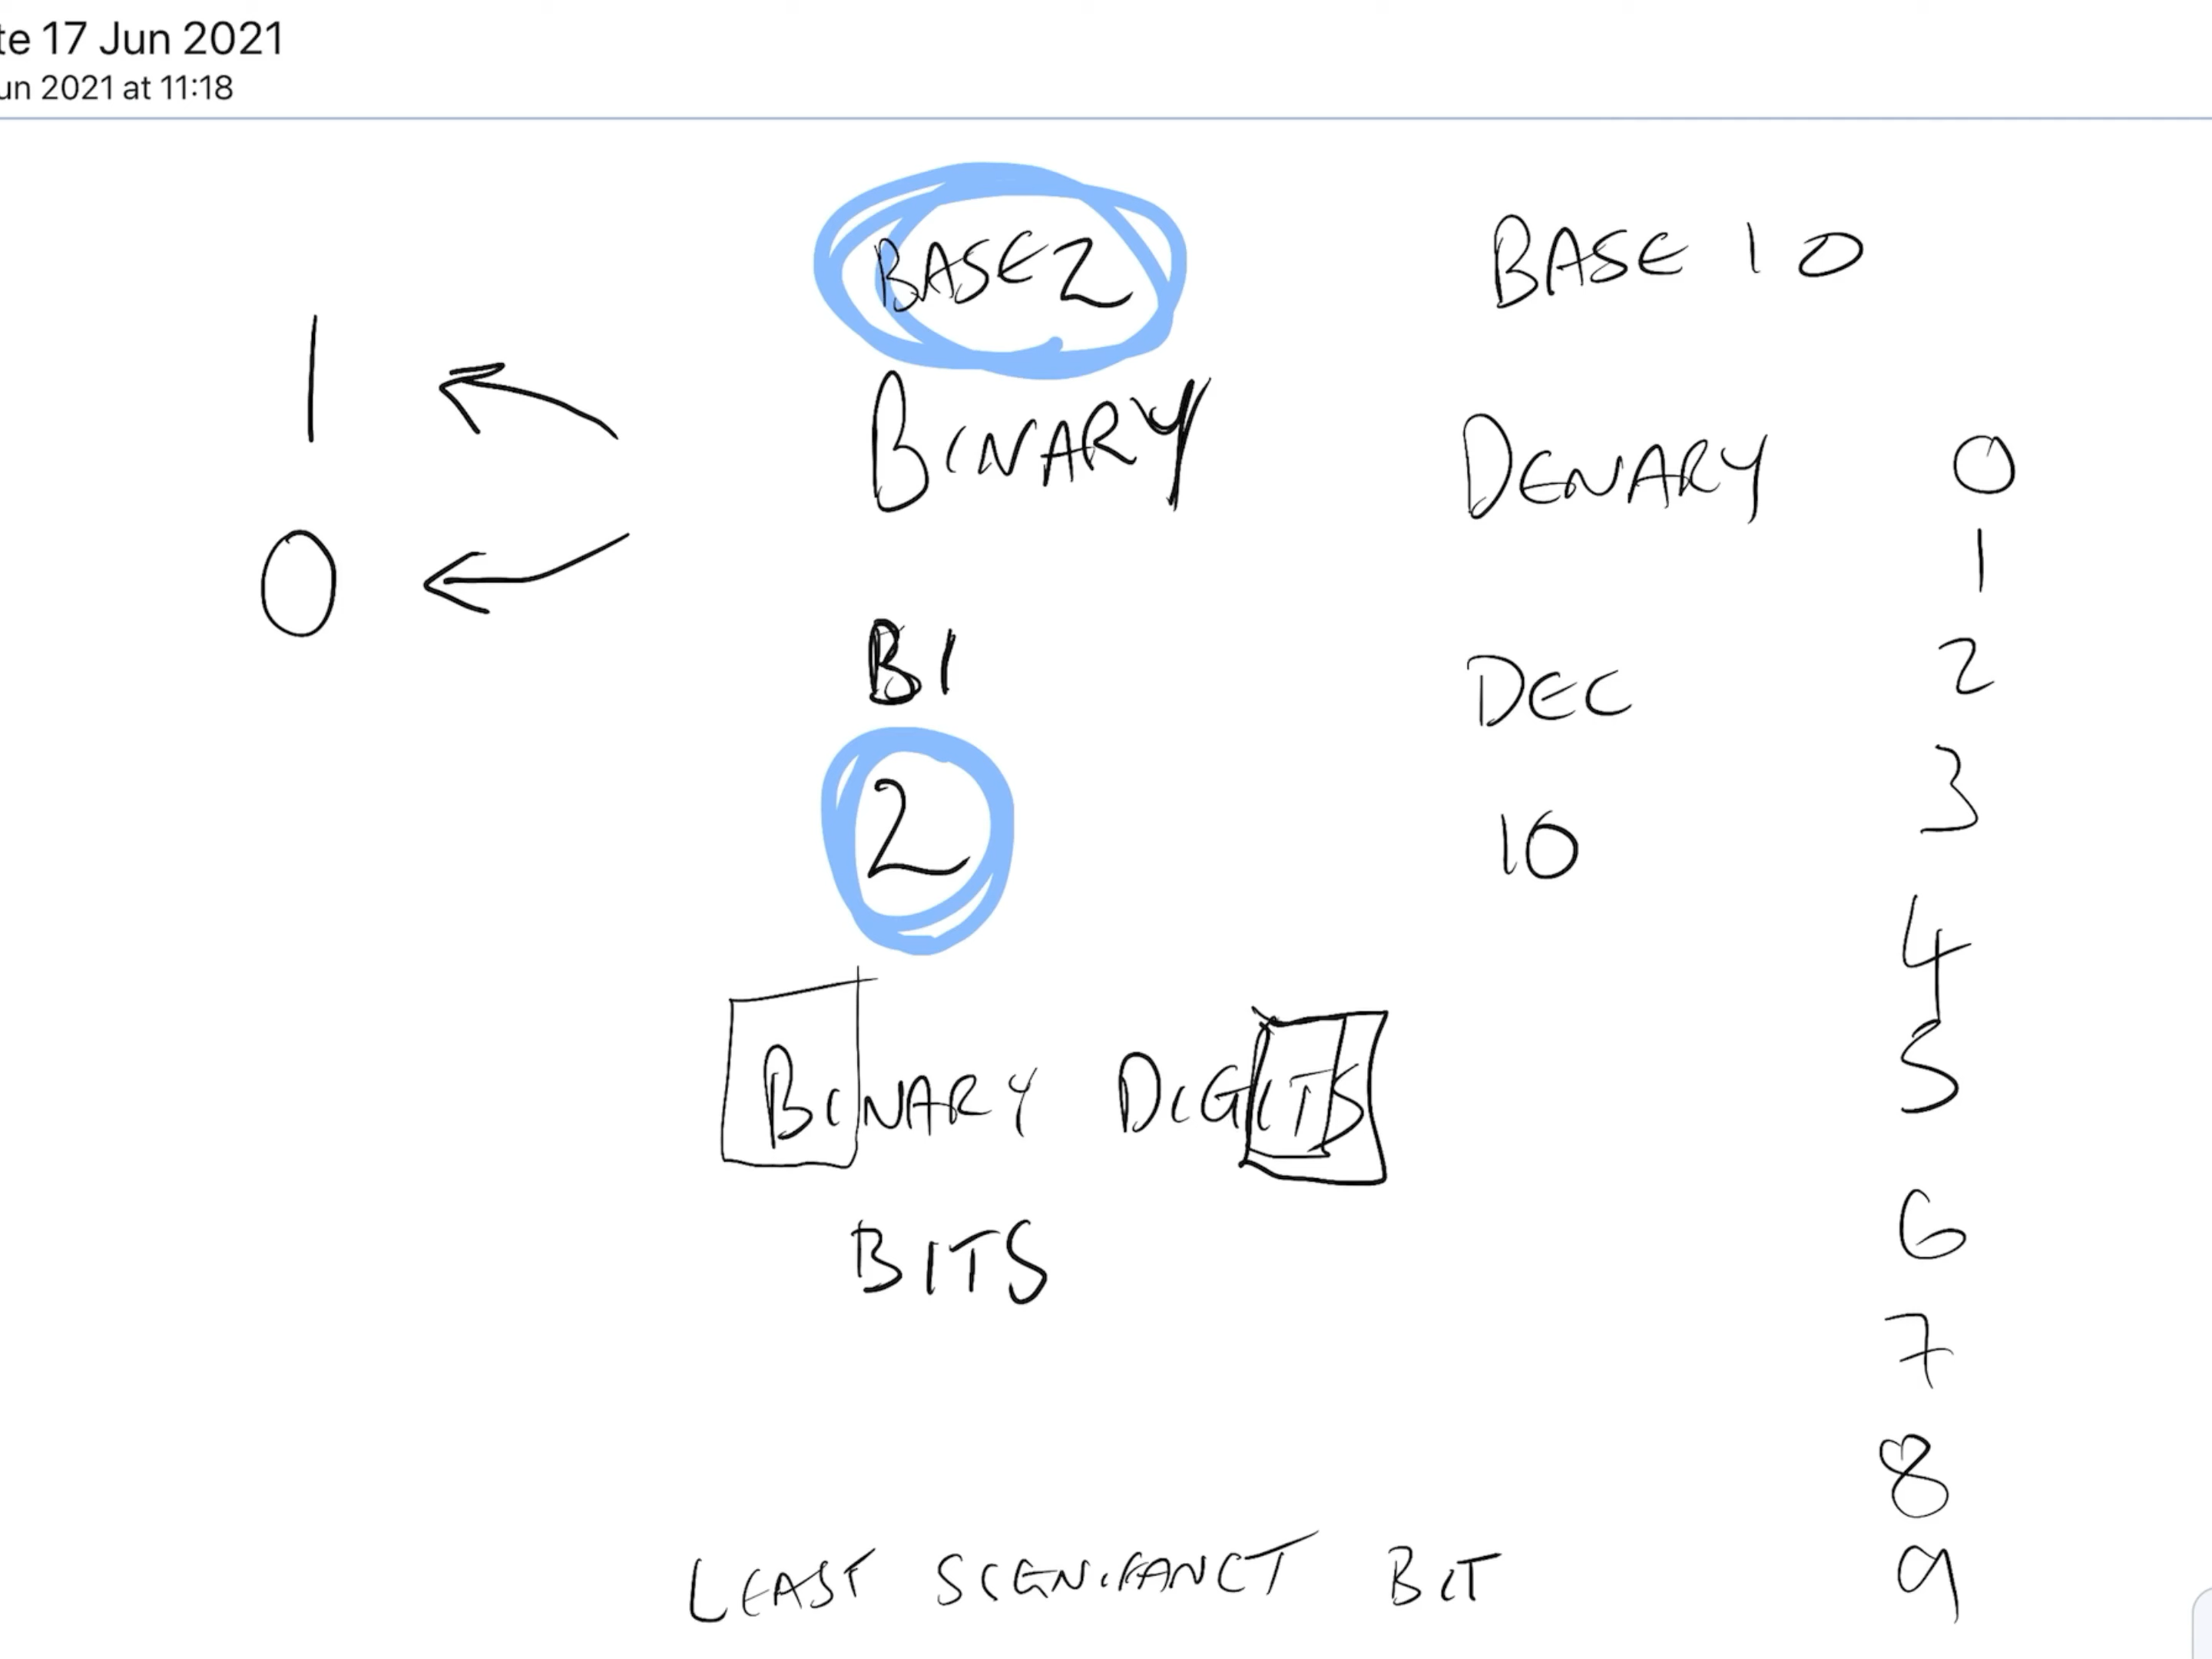 te 17 Jun 2021
un 2021 at 11:18
BASE 2
BASE 10
1
BINARY
DENARY
0
0
1
BI
DEC
2
2
10
3
4
BINARY DIGITS
5
BITS
6
7
8
LEAST SIGNIFANCT BIT
9